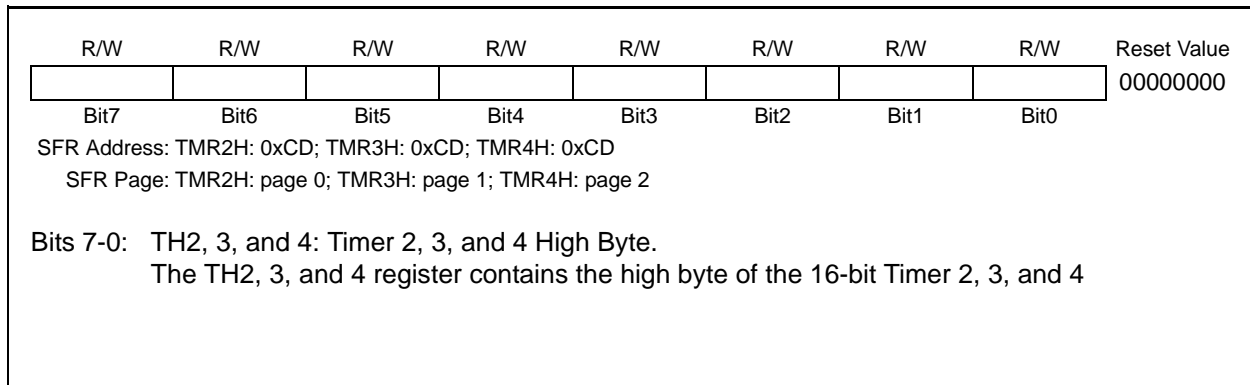 R/W R/W R/W R/W R/W R/W R/W R/W Reset Value
00000000
Bit7 Bit6 Bit5 Bit4 Bit3 Bit2 Bit1 Bit0
SFR Address: TMR2H: 0xCD; TMR3H: 0xCD; TMR4H: 0xCD
SFR Page: TMR2H: page 0; TMR3H: page 1; TMR4H: page 2
Bits 7-0: TH2, 3, and 4: Timer 2, 3, and 4 High Byte.
The TH2, 3, and 4 register contains the high byte of the 16-bit Timer 2, 3, and 4